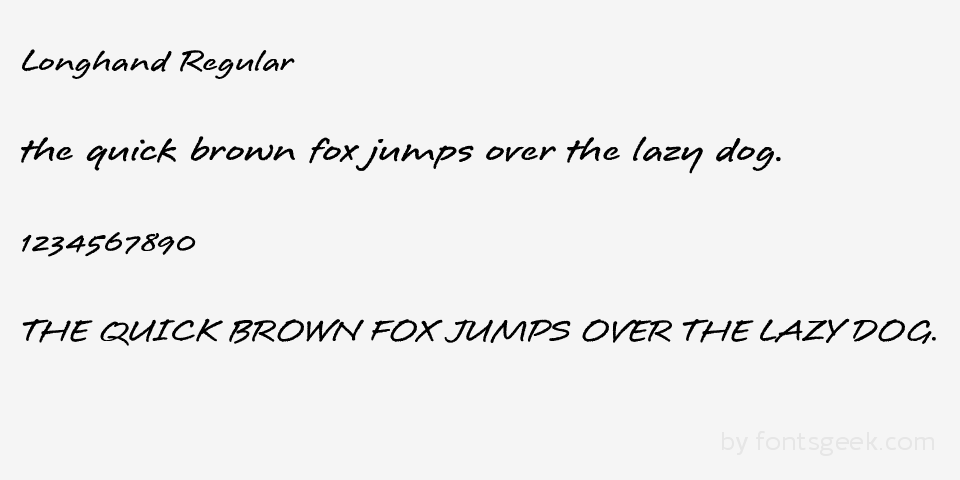 Longhand Regular
the quick brown fox jumps over the lazy dog.
1234567890
THE QUICK BROWN FOX JUMPS OVER THE LAZY DOG.
by fontsgeek.com